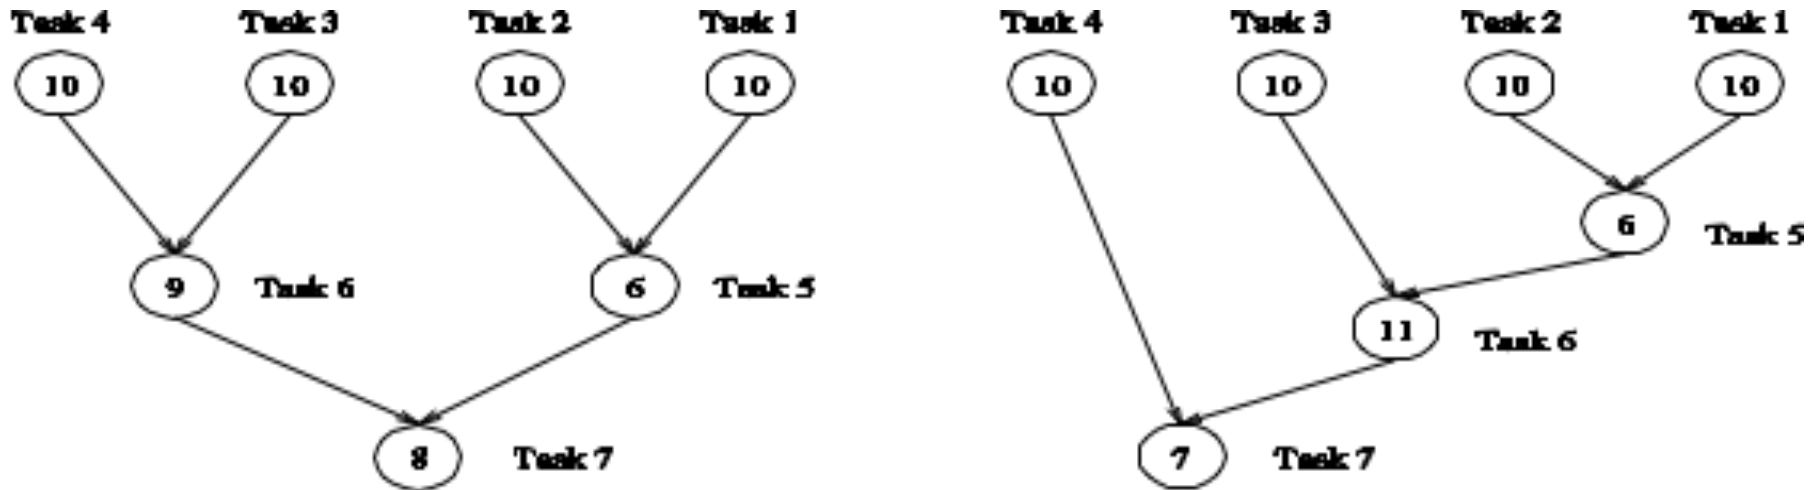 Task 4 Task 3 Task 2 Task 1 Task 4 Task 3 Task 2 Task 1
10 10 10 10 10 10 10 10
6 Task 5
9 Task 6 6 Task 5
11 Task 6
8 Task 7 7 Task 7